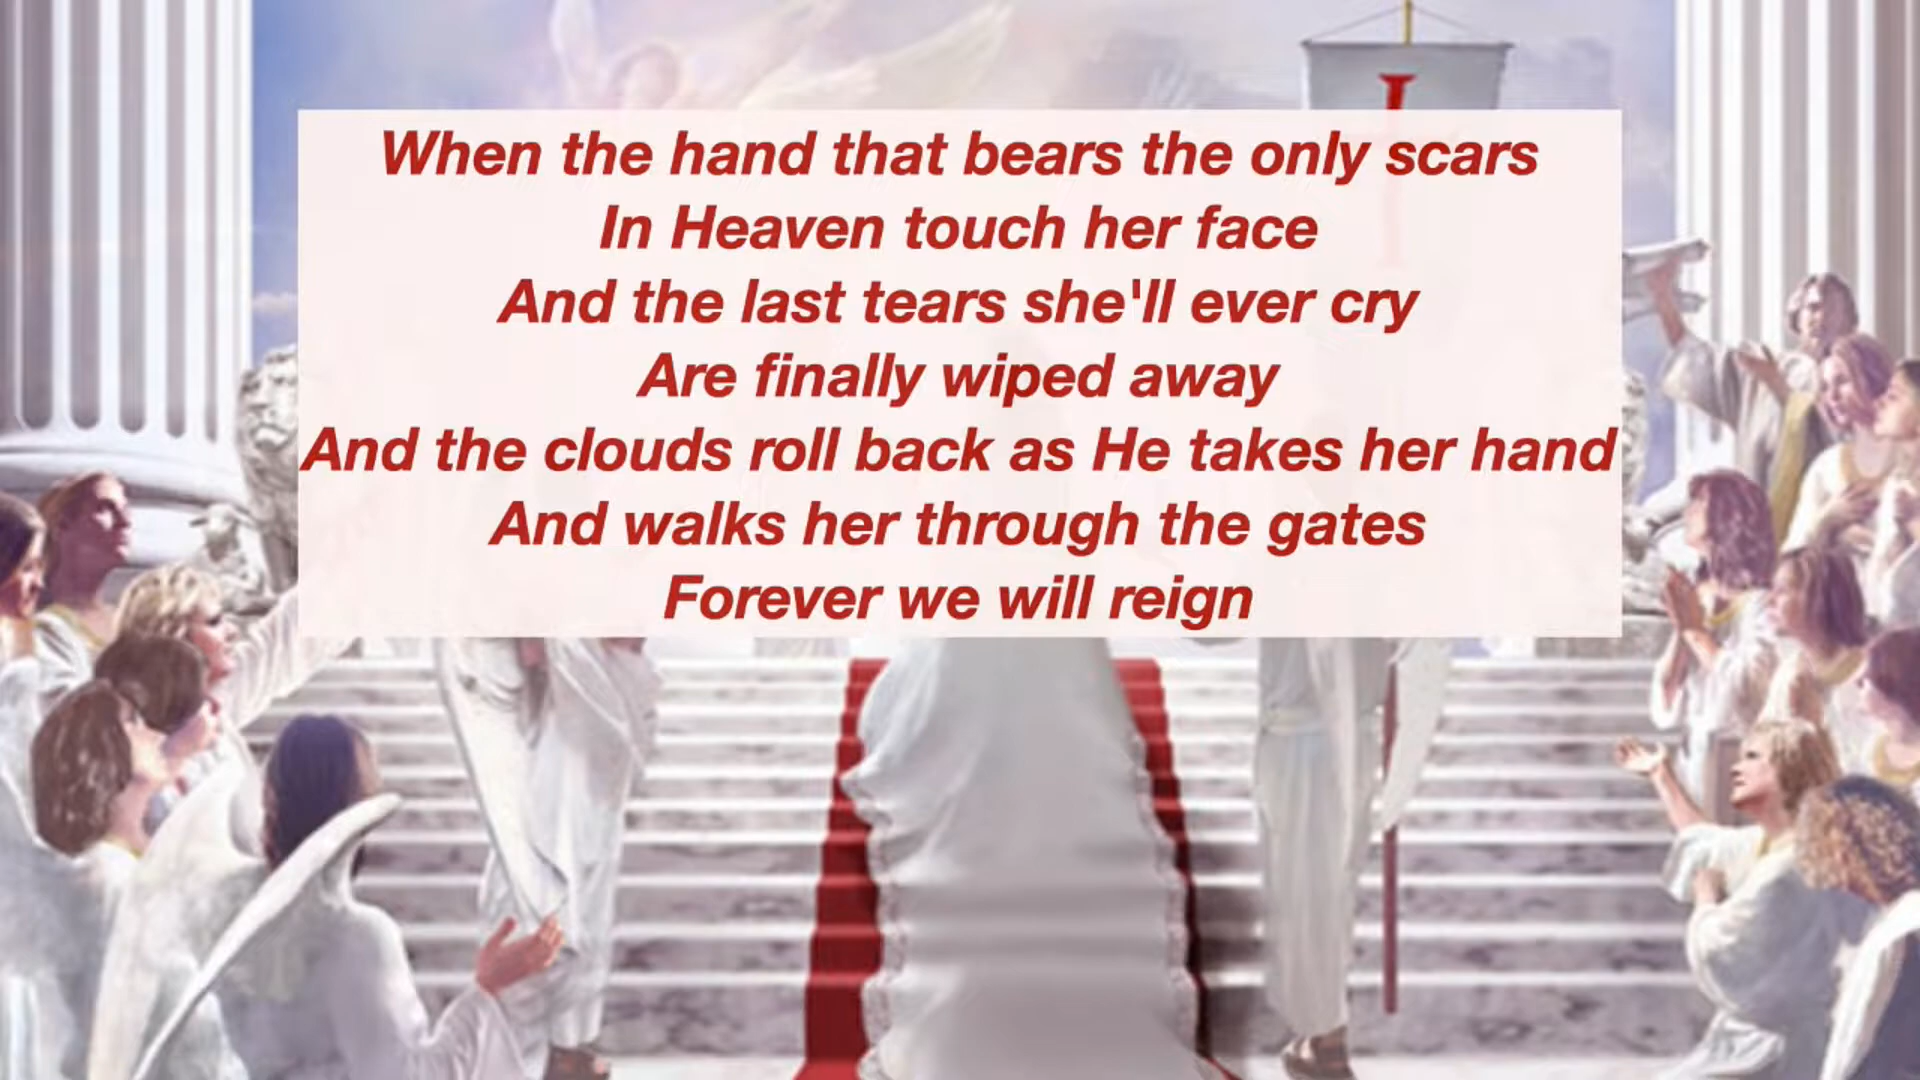 When the hand that bears the only scars
In Heaven touch her face
And the last tears she'll ever cry
Are finally wiped away
And the clouds roll back as He takes her hand
And walks her through the gates
Forever we will reign